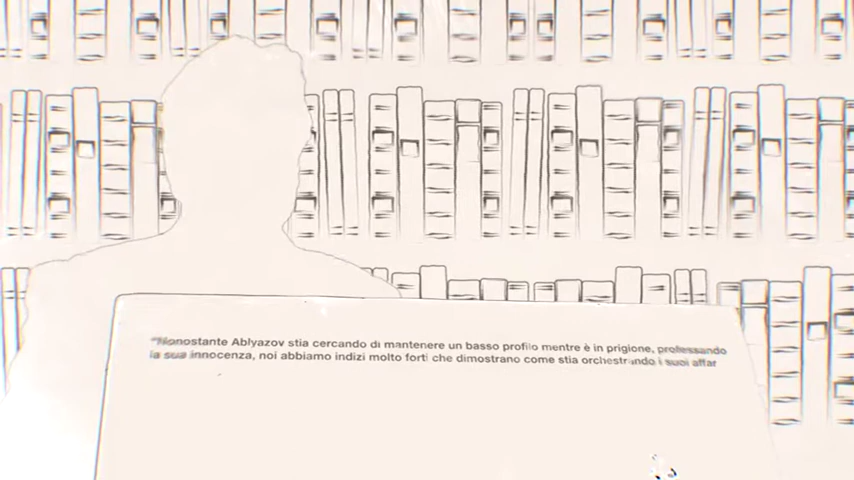 "Nonostante Ablyazov stia cercando di mantenere un basso profilo mentre è in prigione, professando
la sua innocenza, noi abbiamo indizi molto forti che dimostrano come stia orchestrando i suoi affar